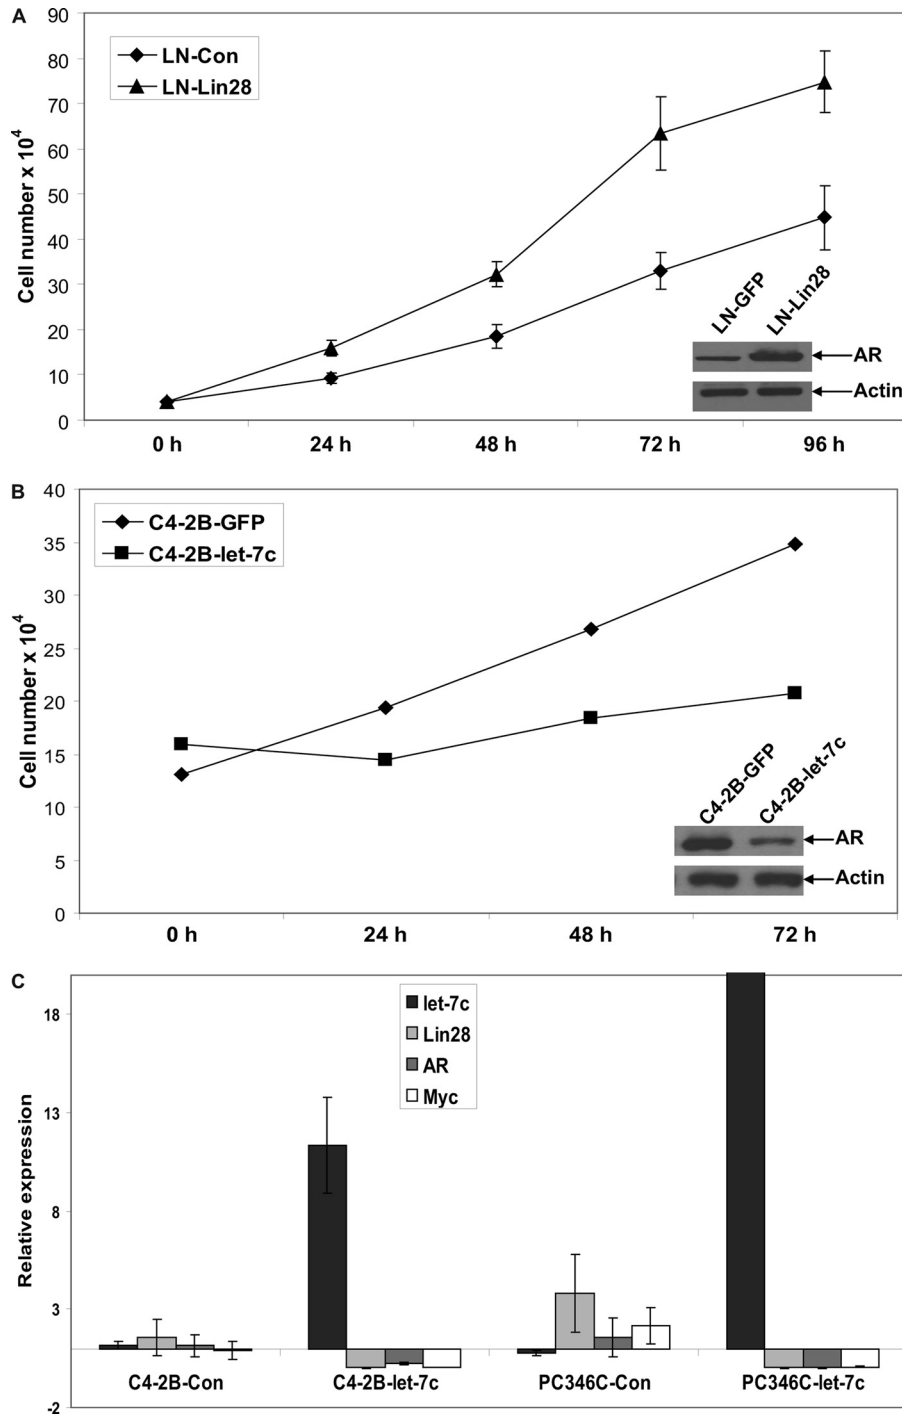 A
90
80
70
60
50
40
30
20
10
0
Cell number x 10⁴
LN-Con
LN-Lin28
LN-GFP
LN-Lin28
AR
Actin
0 h 24 h 48 h 72 h 96 h
B
40
35
30
25
20
15
10
5
0
Cell number x 10⁴
C4-2B-GFP
C4-2B-let-7c
C4-2B-GFP
C4-2B-let-7c
AR
Actin
0 h 24 h 48 h 72 h
C
18
13
8
3
-2
Relative expression
let-7c
Lin28
AR
Myc
C4-2B-Con C4-2B-let-7c PC346C-Con PC346C-let-7c